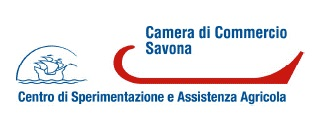 Camera di Commercio
Savona
Centro di Sperimentazione e Assistenza Agricola